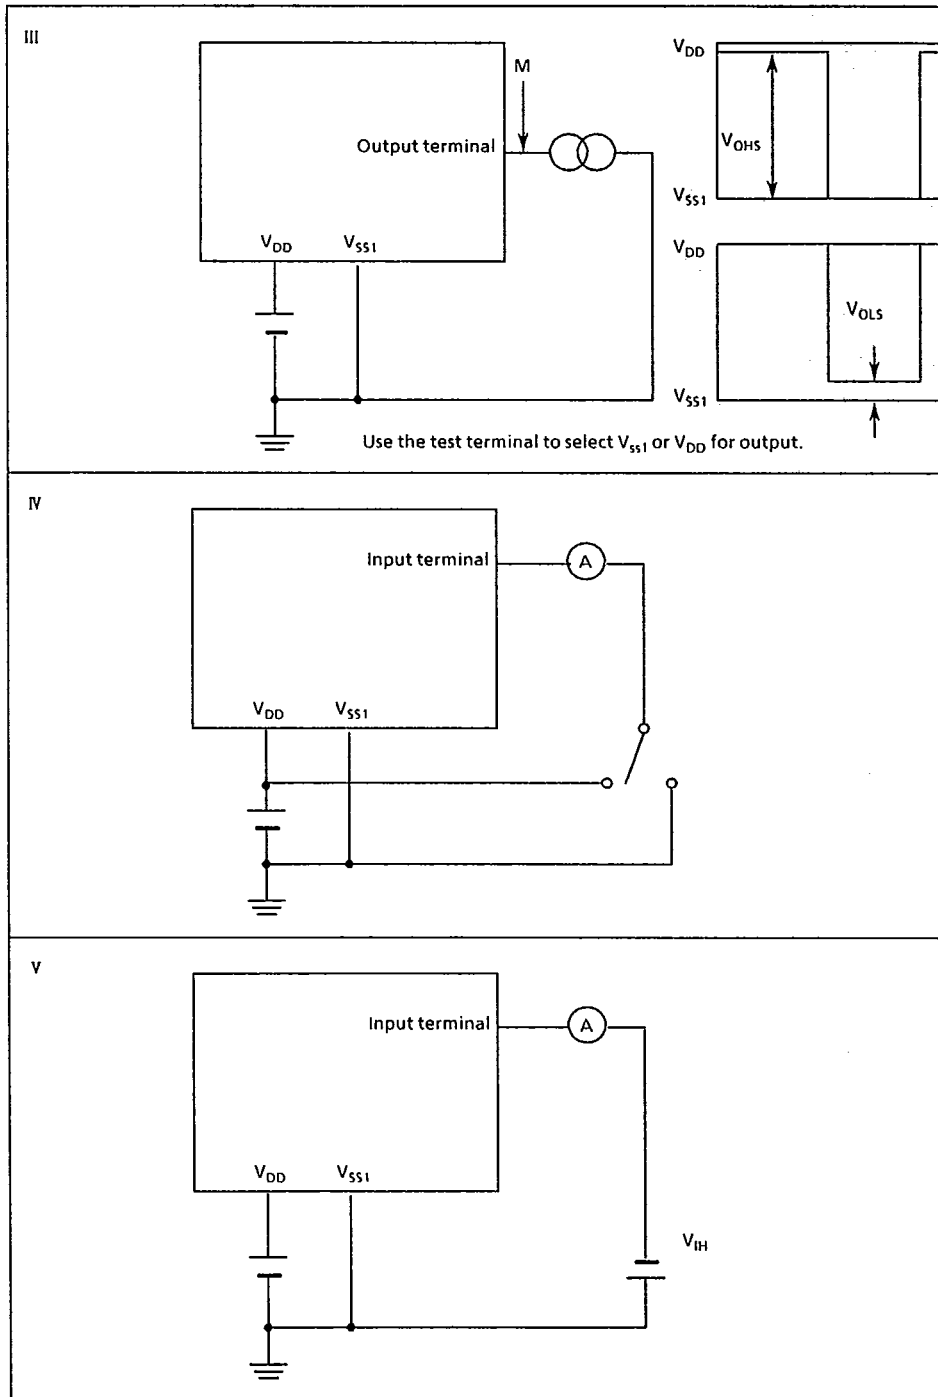 III
Output terminal
M
V_DD
V_SS1
V_DD
V_OHS
V_SS1
V_DD
V_OLS
V_SS1
Use the test terminal to select V_ss1 or V_DD for output.
IV
Input terminal
A
V_DD
V_SS1
V
Input terminal
A
V_DD
V_SS1
V_IH